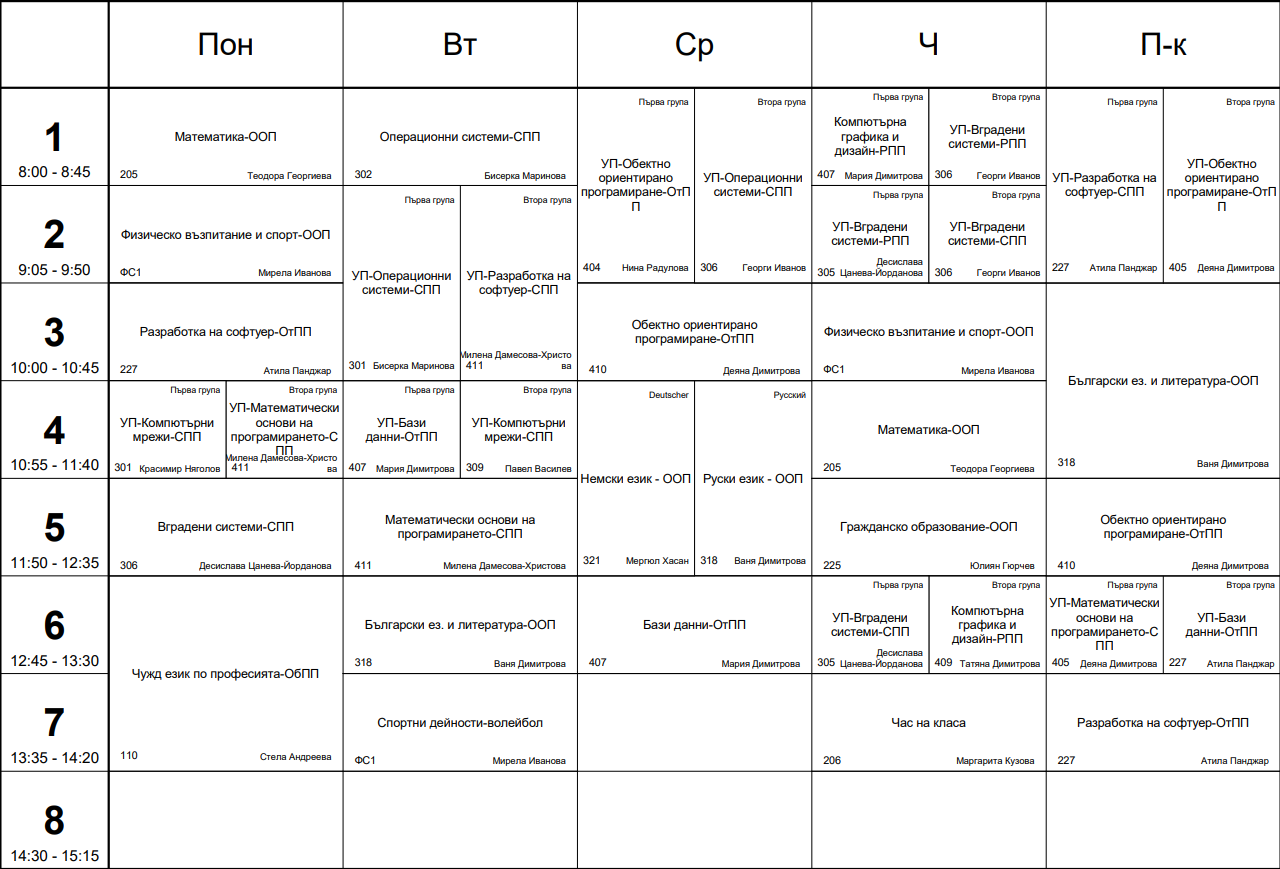 Пон
Вт
Ср
Ч
П-к
1
8:00 - 8:45
Математика-ООП
205
Теодора Георгиева
Операционни системи-СПП
302
Бисерка Маринова
Първа група
УП-Обектно
ориентирано
програмиране-ОтП
П
404
Нина Радулова
Втора група
УП-Операционни
системи-СПП
306
Георги Иванов
Първа група
Компютърна
графика и
дизайн-РПП
407
Мария Димитрова
Втора група
УП-Вградени
системи-РПП
306
Георги Иванов
Първа група
УП-Разработка на
софтуер-СПП
227
Атила Панджар
Втора група
УП-Обектно
ориентирано
програмиране-ОтП
П
405
Деяна Димитрова
2
9:05 - 9:50
Физическо възпитание и спорт-ООП
ФС1
Мирела Иванова
Първа група
УП-Операционни
системи-СПП
301
Бисерка Маринова
Втора група
УП-Разработка на
софтуер-СПП
Милена Дамесова-Христо
411
ва
Първа група
УП-Вградени
системи-РПП
Десислава
305
Цанева-Йорданова
Втора група
УП-Вградени
системи-СПП
306
Георги Иванов
3
10:00 - 10:45
Разработка на софтуер-ОтПП
227
Атила Панджар
Обектно ориентирано
програмиране-ОтПП
410
Деяна Димитрова
Физическо възпитание и спорт-ООП
ФС1
Мирела Иванова
Български ез. и литература-ООП
318
Ваня Димитрова
4
10:55 - 11:40
Първа група
УП-Компютърни
мрежи-СПП
301
Красимир Няголов
Втора група
УП-Математически
основи на
програмирането-С
ПП
Милена Дамесова-Христо
411
ва
Първа група
УП-Бази
данни-ОтПП
407
Мария Димитрова
Втора група
УП-Компютърни
мрежи-СПП
309
Павел Василев
Deutscher
Немски език - ООП
321
Мергюл Хасан
Русский
Руски език - ООП
318
Ваня Димитрова
Математика-ООП
205
Теодора Георгиева
5
11:50 - 12:35
Вградени системи-СПП
306
Десислава Цанева-Йорданова
Математически основи на
програмирането-СПП
411
Милена Дамесова-Христова
Гражданско образование-ООП
225
Юлиян Гюрчев
Обектно ориентирано
програмиране-ОтПП
410
Деяна Димитрова
6
12:45 - 13:30
Чужд език по професията-ОбПП
110
Стела Андреева
Български ез. и литература-ООП
318
Ваня Димитрова
Бази данни-ОтПП
407
Мария Димитрова
Първа група
УП-Вградени
системи-СПП
Десислава
305
Цанева-Йорданова
Втора група
Компютърна
графика и
дизайн-РПП
409
Татяна Димитрова
Първа група
УП-Математически
основи на
програмирането-С
ПП
405
Деяна Димитрова
Втора група
УП-Бази
данни-ОтПП
227
Атила Панджар
7
13:35 - 14:20
Спортни дейности-волейбол
ФС1
Мирела Иванова
Час на класа
206
Маргарита Кузова
Разработка на софтуер-ОтПП
227
Атила Панджар
8
14:30 - 15:15